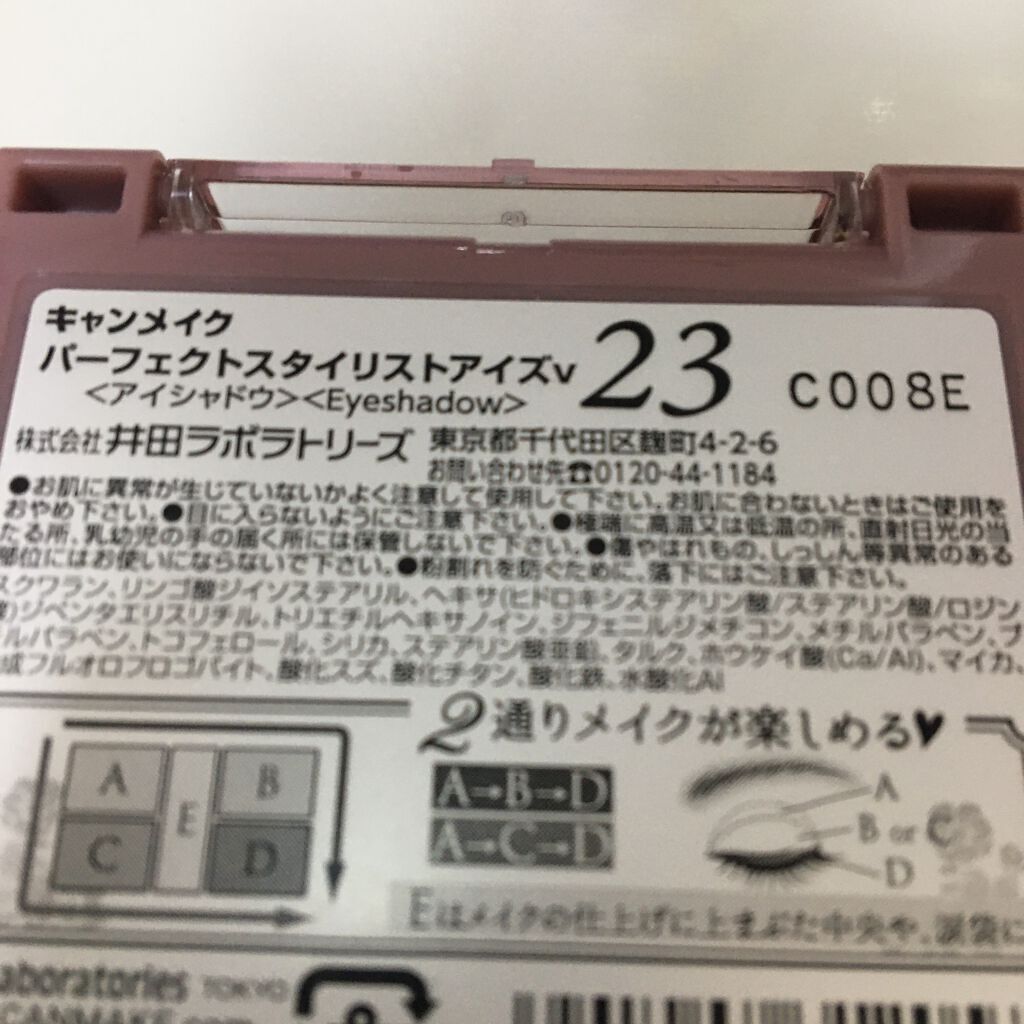 キャンメイク
パーフェクトスタイリストアイズv 23 C008E
<アイシャドウ><Eyeshadow>
株式会社 井田ラボラトリーズ 東京都千代田区麹町4-2-6
お問い合わせ先☎0120-44-1184
●お肌に異常が生じていないかよく注意して使用して下さい。お肌に合わないときはご使用を
おやめ下さい。●目に入らないようにご注意下さい。●極端に高温又は低温の所、直射日光の当
たる所、乳幼児の手の届く所には保管しないで下さい。●傷やはれもの、しっしん等異常のある
部位にはお使いにならないで下さい。●粉割れを防ぐために、落下にはご注意下さい。
スクワラン、リンゴ酸ジイソステアリル、ヘキサ(ヒドロキシステアリン酸/ステアリン酸/ロジン
酸)ジペンタエリスリチル、トリエチルヘキサノイン、ジフェニルジメチコン、メチルパラベン、ブ
ルパラベン、トコフェロール、シリカ、ステアリン酸亜鉛、タルク、ホウケイ酸(Ca/Al)、マイカ、
成フルオロフロゴパイト、酸化スズ、酸化チタン、酸化鉄、水酸化Al
2通りメイクが楽しめる♥
A B
E
C D
A→B→D
A→C→D
A
B or C
D
Eはメイクの仕上げに上まぶた中央や、涙袋に
aboratories TOKYO
CANMAKE.com